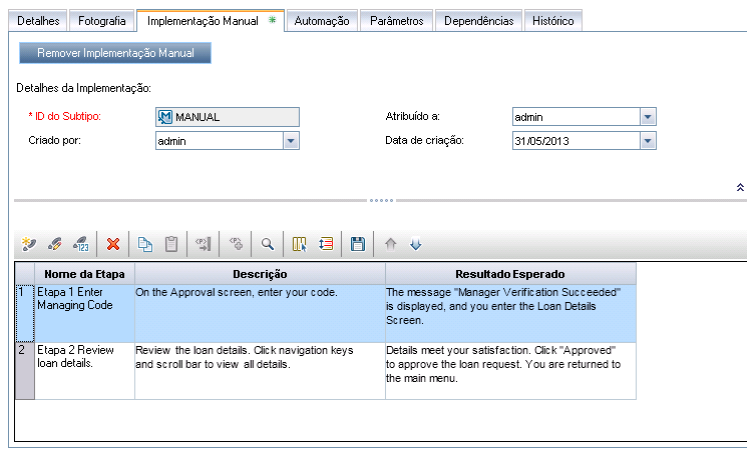 Detalhes Fotografia Implementação Manual * Automação Parâmetros Dependências Histórico
Remover Implementação Manual
Detalhes da Implementação:
* ID do Subtipo: MANUAL Atribuído a: admin
Criado por: admin Data de criação: 31/05/2013
Nome da Etapa Descrição Resultado Esperado
1 Etapa 1 Enter On the Approval screen, enter your code. The message "Manager Verification Succeeded"
Managing Code is displayed, and you enter the Loan Details
Screen.
2 Etapa 2 Review Review the loan details. Click navigation keys Details meet your satisfaction. Click "Approved"
loan details. and scroll bar to view all details. to approve the loan request. You are returned to
the main menu.